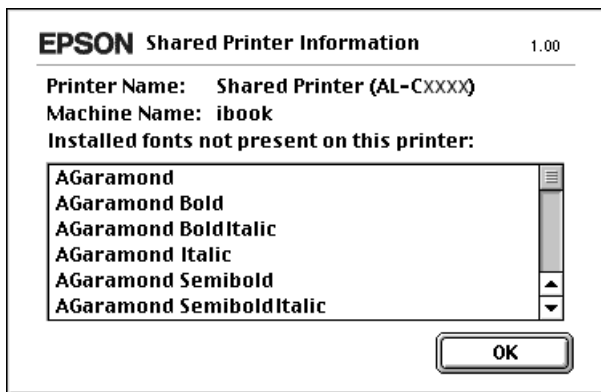 EPSON Shared Printer Information 1.00
Printer Name: Shared Printer (AL-CXXXX)
Machine Name: ibook
Installed fonts not present on this printer:
AGaramond
AGaramond Bold
AGaramond BoldItalic
AGaramond Italic
AGaramond Semibold
AGaramond SemiboldItalic
OK